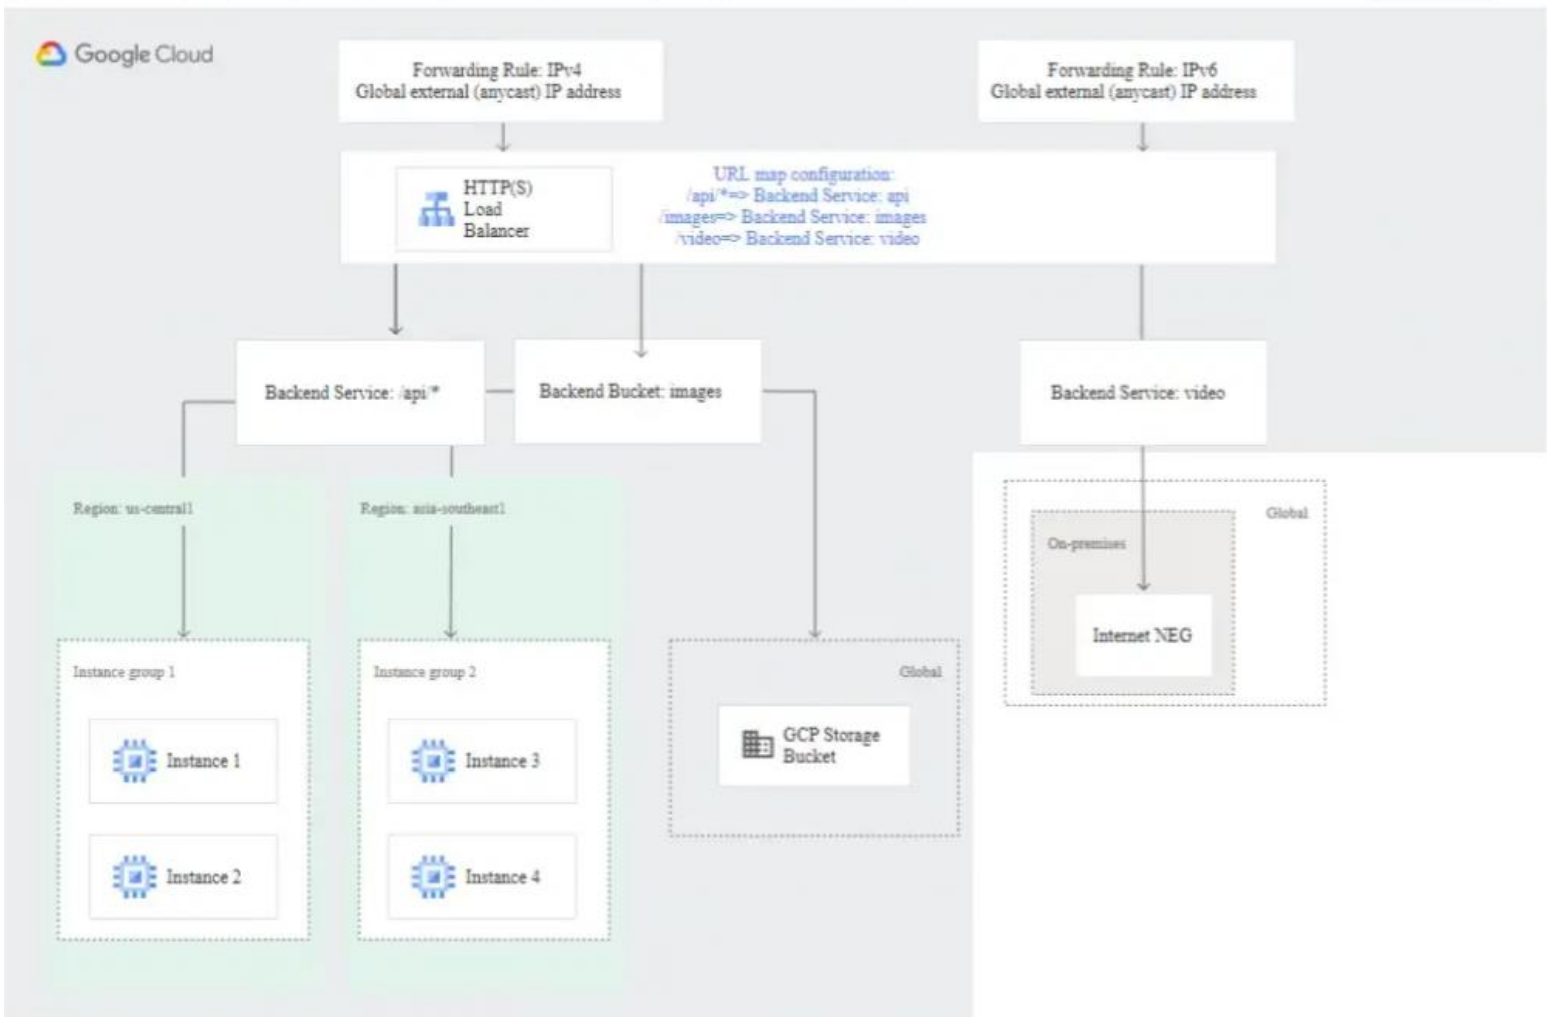 Google Cloud
Forwarding Rule: IPv4
Global external (anycast) IP address
Forwarding Rule: IPv6
Global external (anycast) IP address
HTTP(S)
Load
Balancer
URL map configuration:
/api/*=> Backend Service: api
/images=> Backend Service: images
/video=> Backend Service: video
Backend Service: /api/*
Backend Bucket: images
Backend Service: video
Region: us-central1
Region: asia-southeast1
Global
On-premises
Internet NEG
Instance group 1
Instance group 2
Global
Instance 1
Instance 3
GCP Storage
Bucket
Instance 2
Instance 4